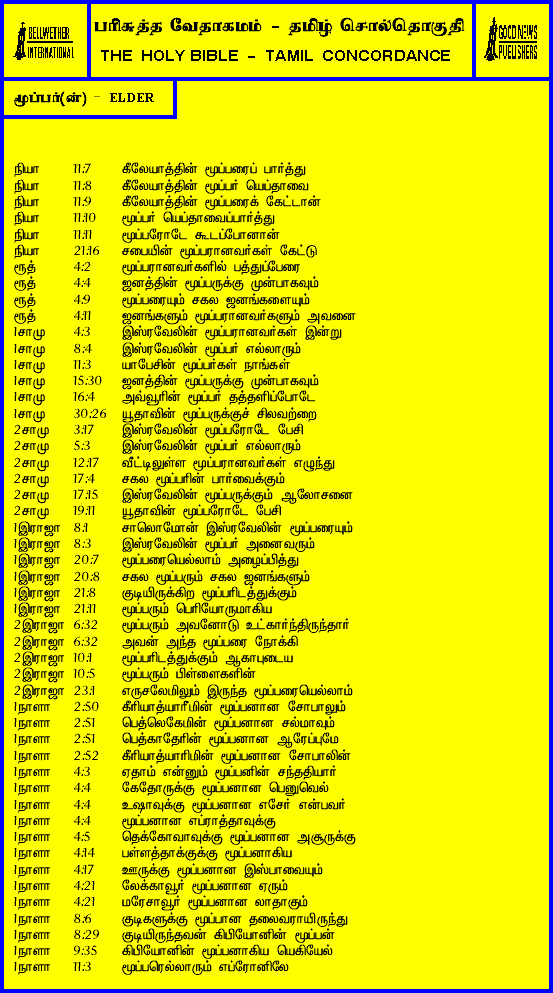 BELLWETHER
INTERNATIONAL
பரிசுத்த வேதாகமம் - தமிழ் சொல்தொகுதி
THE HOLY BIBLE - TAMIL CONCORDANCE
GOOD NEWS
PUBLISHERS
மூப்பர்(ன்) - ELDER
நியா 11:7 கீலேயாத்தின் மூப்பரைப் பார்த்து
நியா 11:8 கீலேயாத்தின் மூப்பர் யெப்தாவை
நியா 11:9 கீலேயாத்தின் மூப்பரைக் கேட்டான்
நியா 11:10 மூப்பர் யெப்தாவைப்பார்த்து
நியா 11:11 மூப்பரோடே கூடப்போனான்
நியா 21:16 சபையின் மூப்பரானவர்கள் கேட்டு
ரூத் 4:2 மூப்பரானவர்களில் பத்துப்பேரை
ரூத் 4:4 ஜனத்தின் மூப்பருக்கு முன்பாகவும்
ரூத் 4:9 மூப்பரையும் சகல ஜனங்களையும்
ரூத் 4:11 ஜனங்களும் மூப்பரானவர்களும் அவனை
1சாமு 4:3 இஸ்ரவேலின் மூப்பரானவர்கள் இன்று
1சாமு 8:4 இஸ்ரவேலின் மூப்பர் எல்லாரும்
1சாமு 11:3 யாபேசின் மூப்பர்கள் நாங்கள்
1சாமு 15:30 ஜனத்தின் மூப்பருக்கு முன்பாகவும்
1சாமு 16:4 அவ்வூரின் மூப்பர் தத்தளிப்போடே
1சாமு 30:26 யூதாவின் மூப்பருக்குச் சிலவற்றை
2சாமு 3:17 இஸ்ரவேலின் மூப்பரோடே பேசி
2சாமு 5:3 இஸ்ரவேலின் மூப்பர் எல்லாரும்
2சாமு 12:17 வீட்டிலுள்ள மூப்பரானவர்கள் எழுந்து
2சாமு 17:4 சகல மூப்பரின் பார்வைக்கும்
2சாமு 17:15 இஸ்ரவேலின் மூப்பருக்கும் ஆலோசனை
2சாமு 19:11 யூதாவின் மூப்பரோடே பேசி
1இராஜா 8:1 சாலொமோன் இஸ்ரவேலின் மூப்பரையும்
1இராஜா 8:3 இஸ்ரவேலின் மூப்பர் அனைவரும்
1இராஜா 20:7 மூப்பரையெல்லாம் அழைப்பித்து
1இராஜா 20:8 சகல மூப்பரும் சகல ஜனங்களும்
1இராஜா 21:8 குடியிருக்கிற மூப்பரிடத்துக்கும்
1இராஜா 21:11 மூப்பரும் பெரியோருமாகிய
2இராஜா 6:32 மூப்பரும் அவனோடு உட்கார்ந்திருந்தார்
2இராஜா 6:32 அவன் அந்த மூப்பரை நோக்கி
2இராஜா 10:1 மூப்பரிடத்துக்கும் ஆகாபுடைய
2இராஜா 10:5 மூப்பரும் பிள்ளைகளின்
2இராஜா 23:1 எருசலேமிலும் இருந்த மூப்பரையெல்லாம்
1நாளா 2:50 கீரியாத்யாரீமின் மூப்பனான சோபாலும்
1நாளா 2:51 பெத்லெகேமின் மூப்பனான சல்மாவும்
1நாளா 2:51 பெத்காதேரின் மூப்பனான ஆரேப்புமே
1நாளா 2:52 கீரியாத்யாரிமின் மூப்பனான சோபாலின்
1நாளா 4:3 ஏதாம் என்னும் மூப்பனின் சந்ததியார்
1நாளா 4:4 கேதோருக்கு மூப்பனான பெனுவெல்
1நாளா 4:4 உஷாவுக்கு மூப்பனான எசேர் என்பவர்
1நாளா 4:4 மூப்பனான எப்ராத்தாவுக்கு
1நாளா 4:5 தெக்கோவாவுக்கு மூப்பனான அசூருக்கு
1நாளா 4:14 பள்ளத்தாக்குக்கு மூப்பனாகிய
1நாளா 4:17 ஊருக்கு மூப்பனான இஸ்பாவையும்
1நாளா 4:21 லேக்காவூர் மூப்பனான ஏரும்
1நாளா 4:21 மரேசாவூர் மூப்பனான லாதாகும்
1நாளா 8:6 குடிகளுக்கு மூப்பான தலைவராயிருந்து
1நாளா 8:29 குடியிருந்தவன் கிபியோனின் மூப்பன்
1நாளா 9:35 கிபியோனின் மூப்பனாகிய யெகியேல்
1நாளா 11:3 மூப்பரெல்லாரும் எப்ரோனிலே